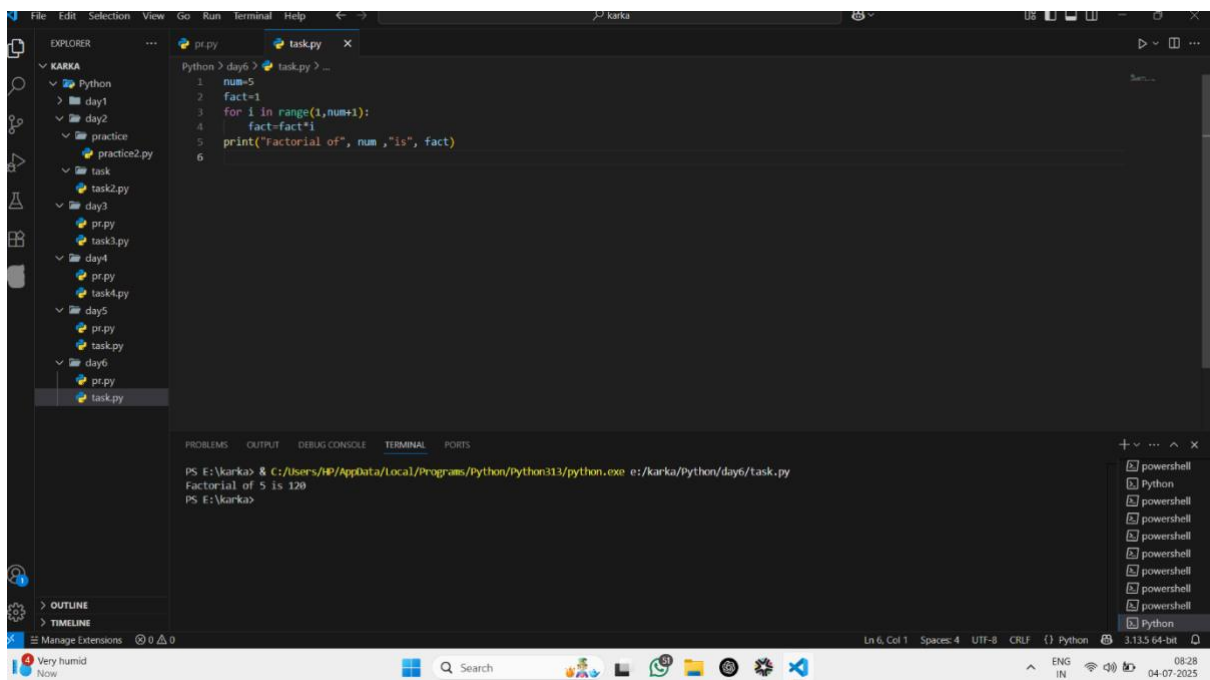 File Edit Selection View Go Run Terminal Help
karka
EXPLORER
KARKA
Python
day1
day2
practice
practice2.py
task
task2.py
day3
pr.py
task3.py
day4
pr.py
task4.py
day5
pr.py
task.py
day6
pr.py
task.py
OUTLINE
TIMELINE
pr.py task.py
Python > day6 > task.py > ...
1 num=5
2 fact=1
3 for i in range(1,num+1):
4     fact=fact*i
5 print("Factorial of", num ,"is", fact)
6
PROBLEMS OUTPUT DEBUG CONSOLE TERMINAL PORTS
PS E:\karka> & C:/Users/HP/AppData/Local/Programs/Python/Python313/python.exe e:/karka/Python/day6/task.py
Factorial of 5 is 120
PS E:\karka>
powershell
Python
powershell
powershell
powershell
powershell
powershell
powershell
powershell
Python
1
Manage Extensions 0 0 Ln 6, Col 1 Spaces: 4 UTF-8 CRLF {} Python 3.13.5 64-bit
4 Very humid
Now
Search
51
ENG
IN
08:28
04-07-2025